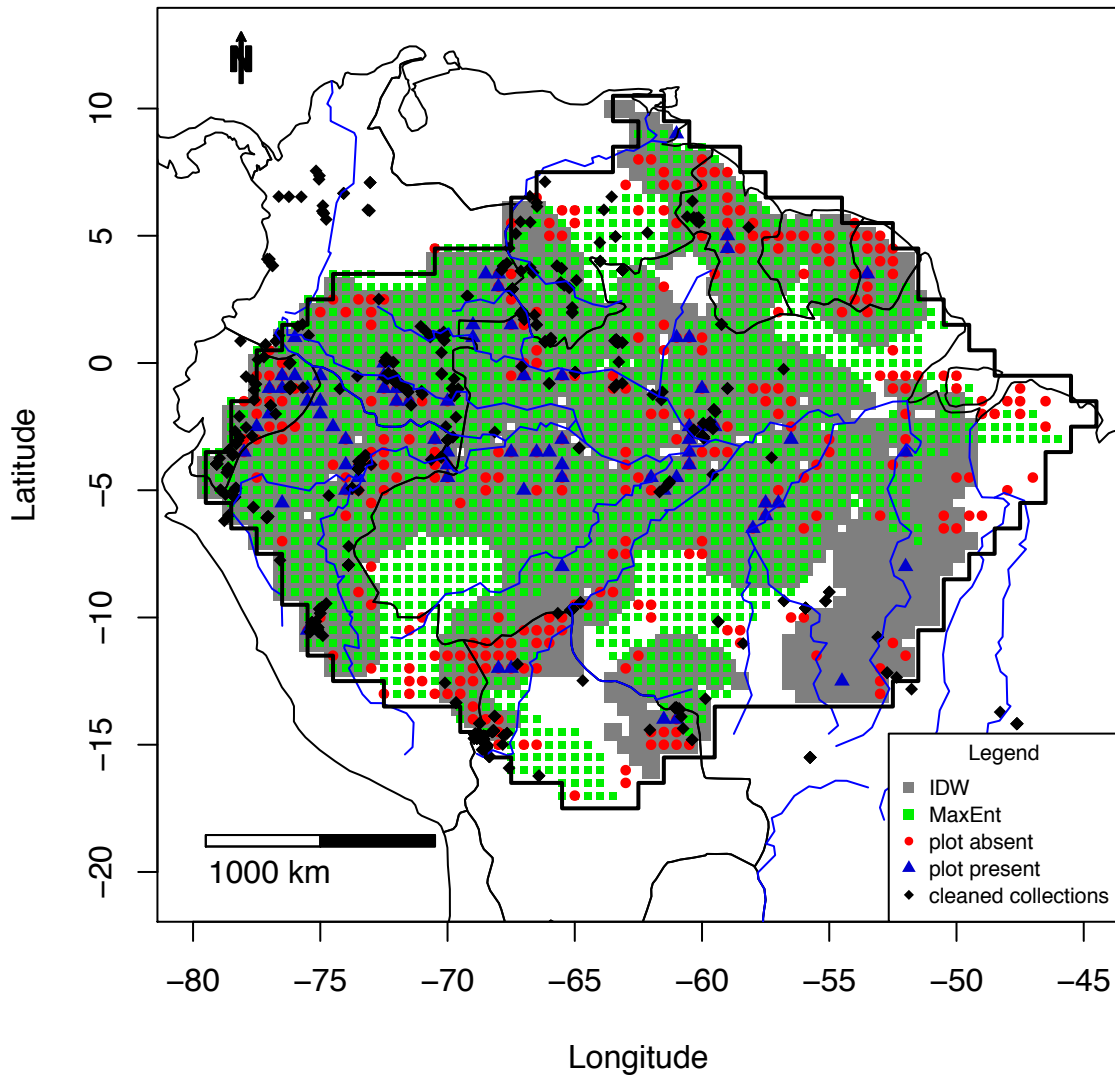 N
10
5
0
−5
−10
−15
−20
Latitude
1000 km
Legend
IDW
MaxEnt
plot absent
plot present
cleaned collections
−80 −75 −70 −65 −60 −55 −50 −45
Longitude